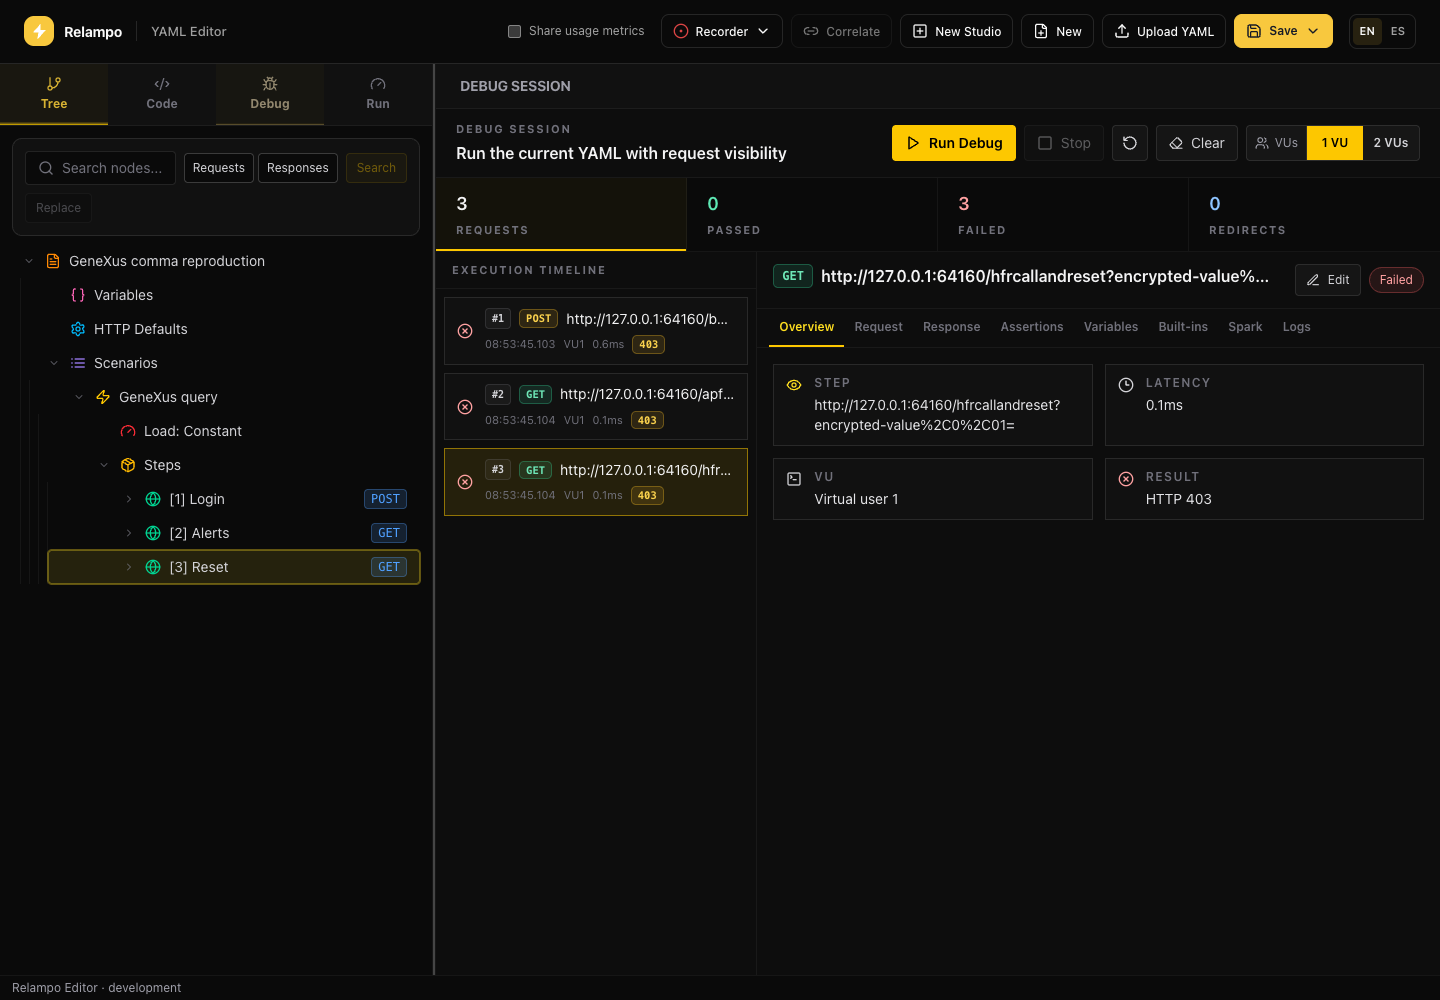 Relampo
YAML Editor
Share usage metrics
Recorder
Correlate
New Studio
New
Upload YAML
Save
EN
ES
Tree
Code
Debug
Run
Search nodes...
Requests
Responses
Search
Replace
GeneXus comma reproduction
Variables
HTTP Defaults
Scenarios
GeneXus query
Load: Constant
Steps
[1] Login
POST
[2] Alerts
GET
[3] Reset
GET
DEBUG SESSION
DEBUG SESSION
Run the current YAML with request visibility
Run Debug
Stop
Clear
VUs
1 VU
2 VUs
3
REQUESTS
0
PASSED
3
FAILED
0
REDIRECTS
EXECUTION TIMELINE
#1 POST http://127.0.0.1:64160/b...
08:53:45.103 VU1 0.6ms 403
#2 GET http://127.0.0.1:64160/apf...
08:53:45.104 VU1 0.1ms 403
#3 GET http://127.0.0.1:64160/hfr...
08:53:45.104 VU1 0.1ms 403
GET http://127.0.0.1:64160/hfrcallandreset?encrypted-value%...
Edit
Failed
Overview
Request
Response
Assertions
Variables
Built-ins
Spark
Logs
STEP
http://127.0.0.1:64160/hfrcallandreset?
encrypted-value%2C0%2C01=
LATENCY
0.1ms
VU
Virtual user 1
RESULT
HTTP 403
Relampo Editor · development